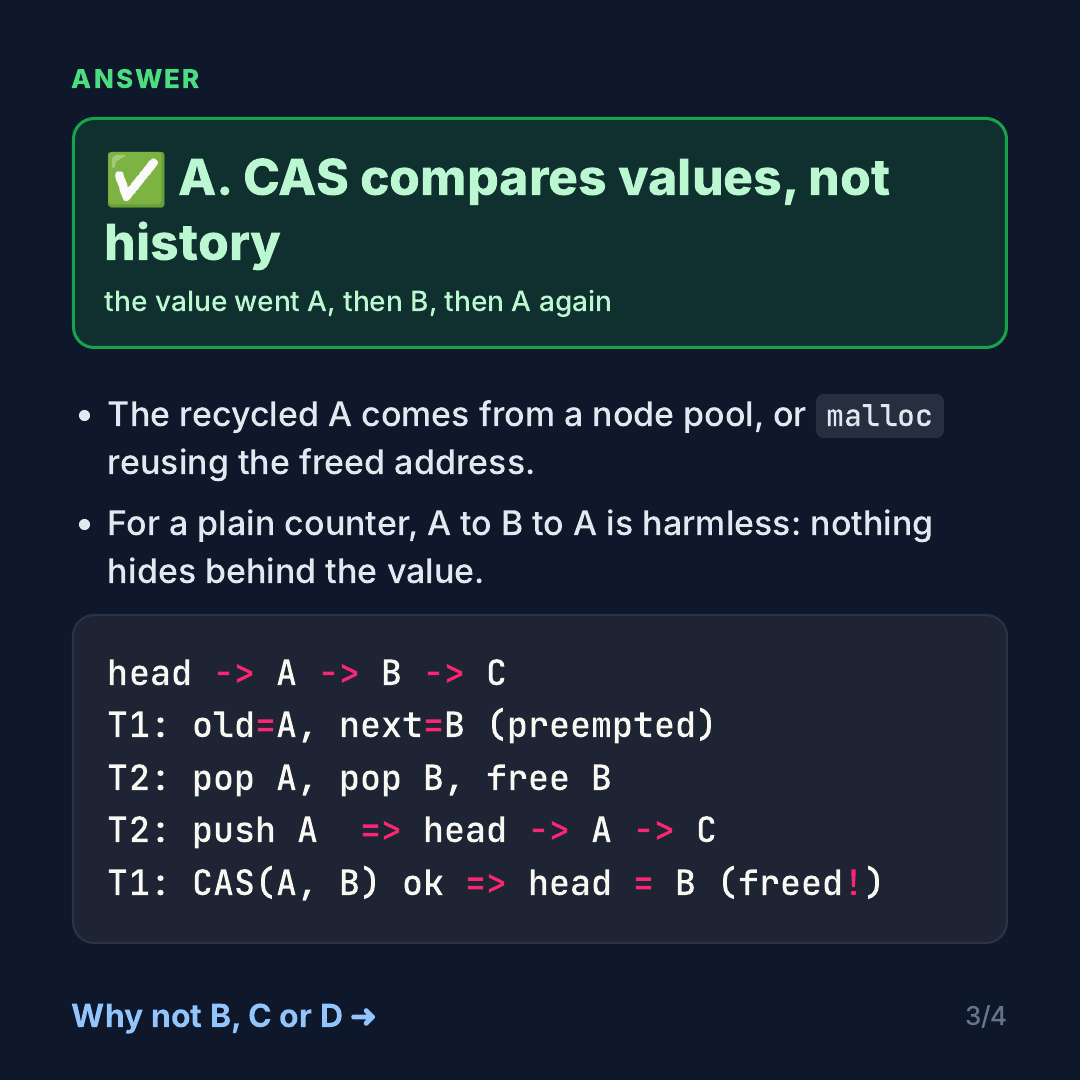 ANSWER
✅ A. CAS compares values, not
history
the value went A, then B, then A again
• The recycled A comes from a node pool, or malloc
reusing the freed address.
• For a plain counter, A to B to A is harmless: nothing
hides behind the value.
head -> A -> B -> C
T1: old=A, next=B (preempted)
T2: pop A, pop B, free B
T2: push A  => head -> A -> C
T1: CAS(A, B) ok => head = B (freed!)
Why not B, C or D ➜
3/4